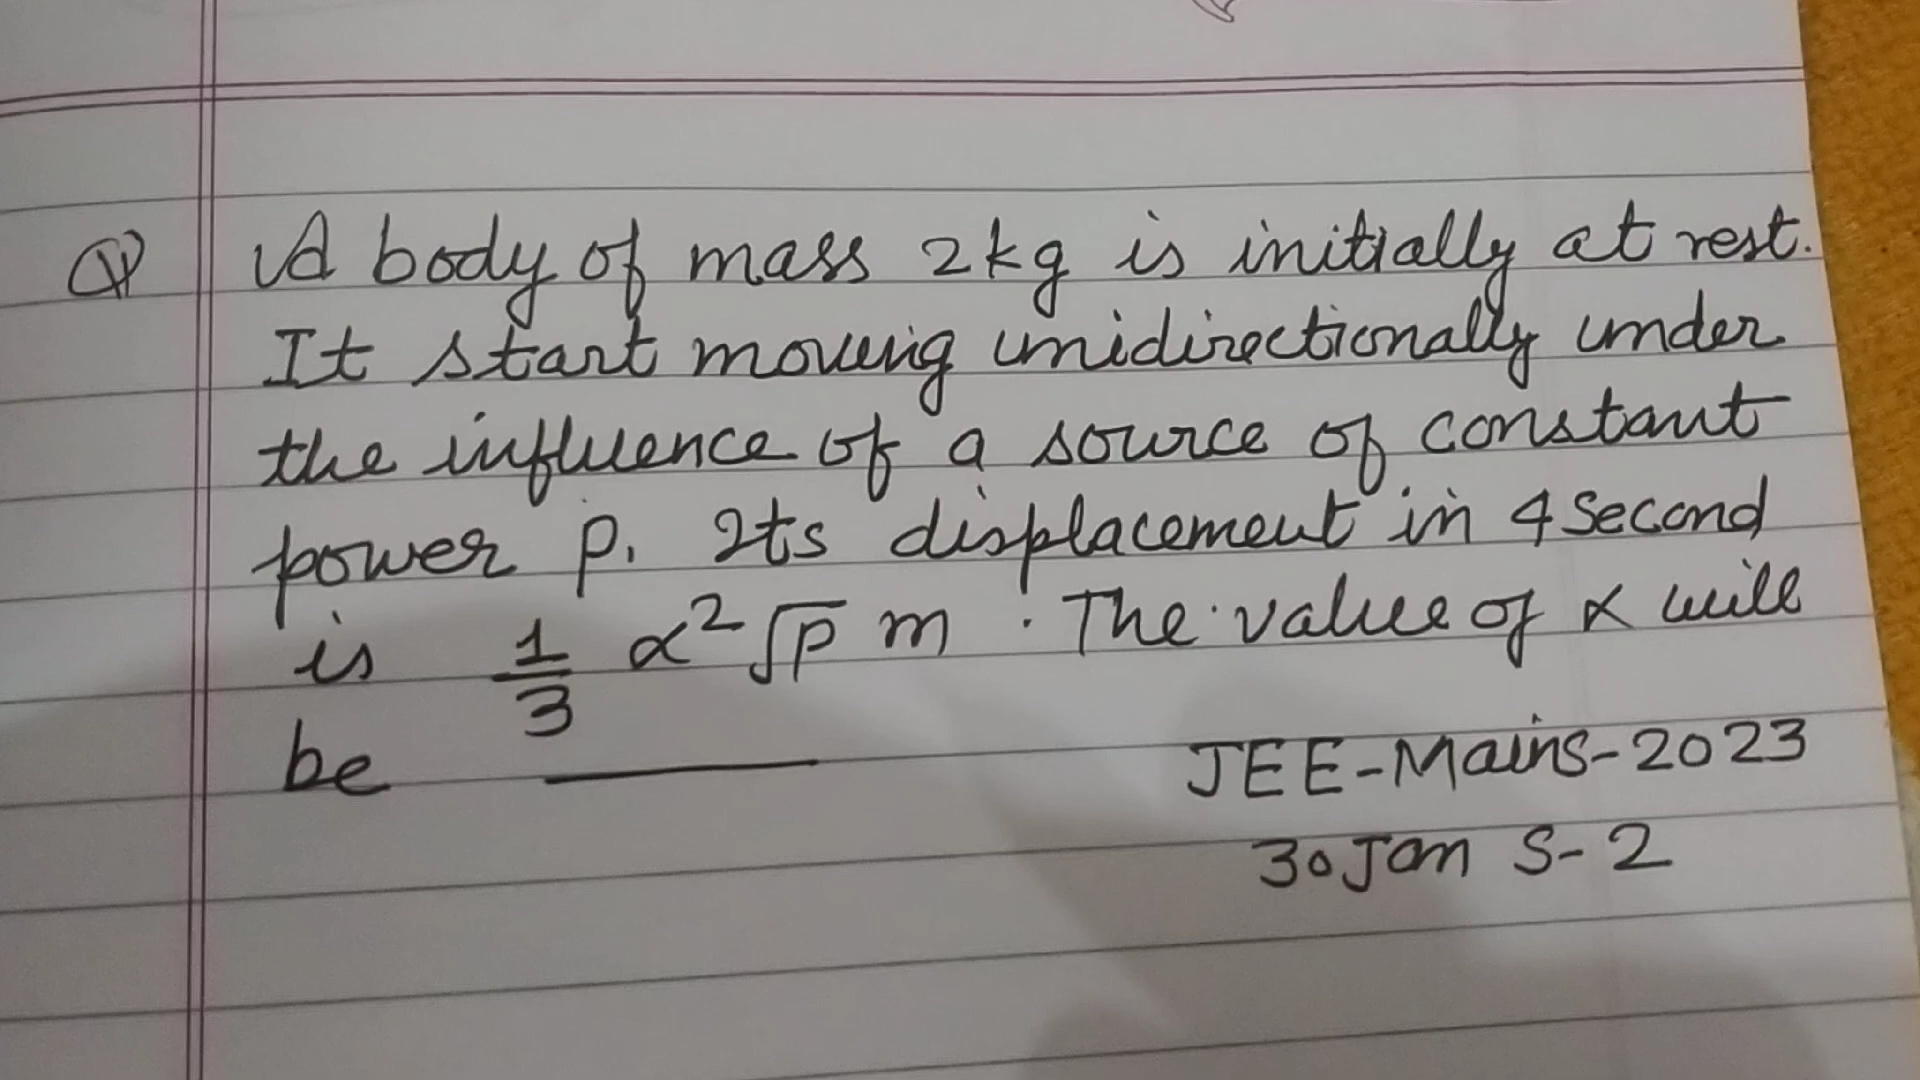 Q A body of mass 2kg is initially at rest.
It start moving unidirectionally under
the influence of a source of constant
power P. Its displacement in 4 second
is 1/3 α² √P m. The value of α will
be ____
JEE-Mains-2023
30 Jan S-2